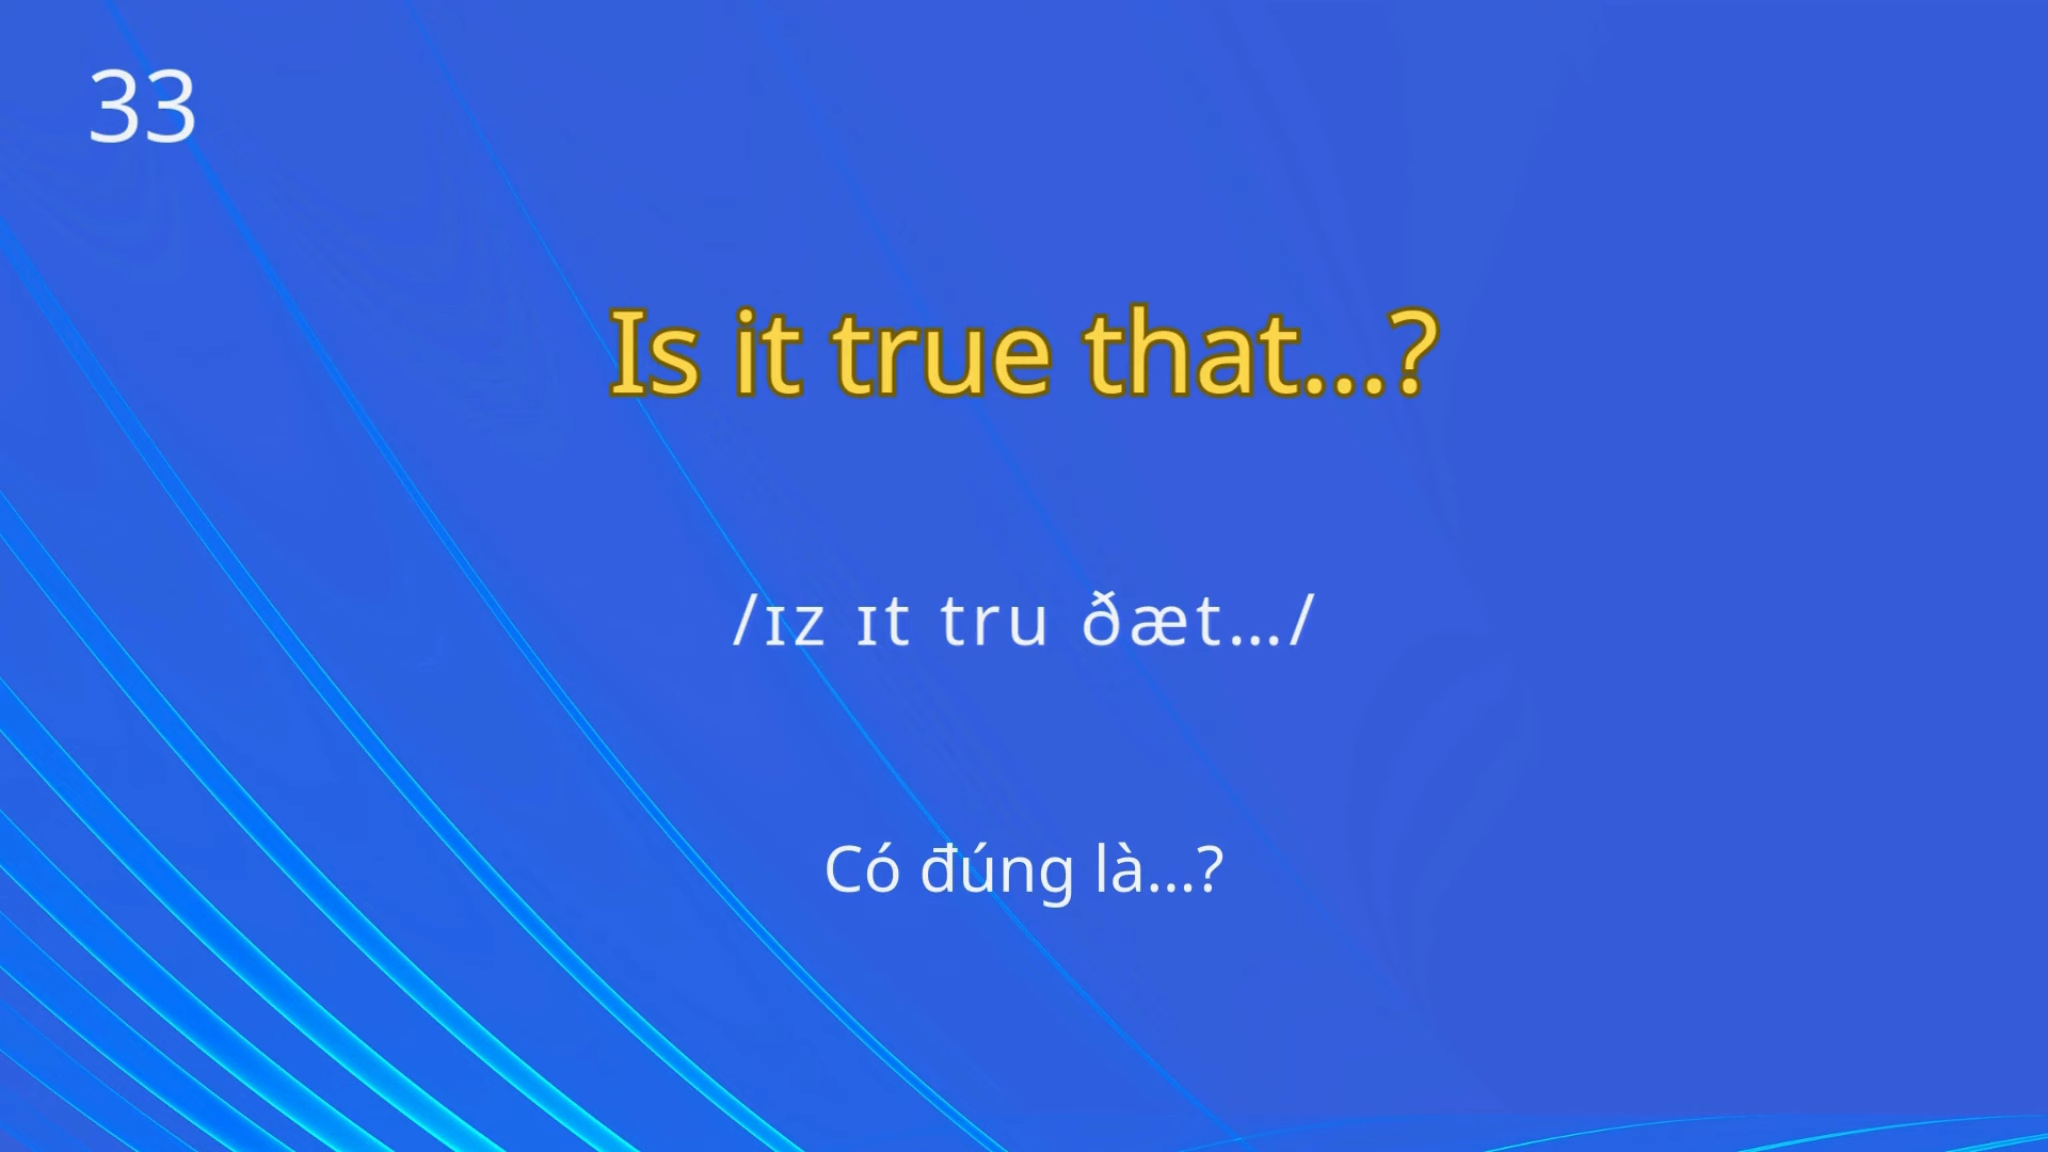 33
Is it true that...?
/ɪz ɪt tru ðæt.../
Có đúng là...?